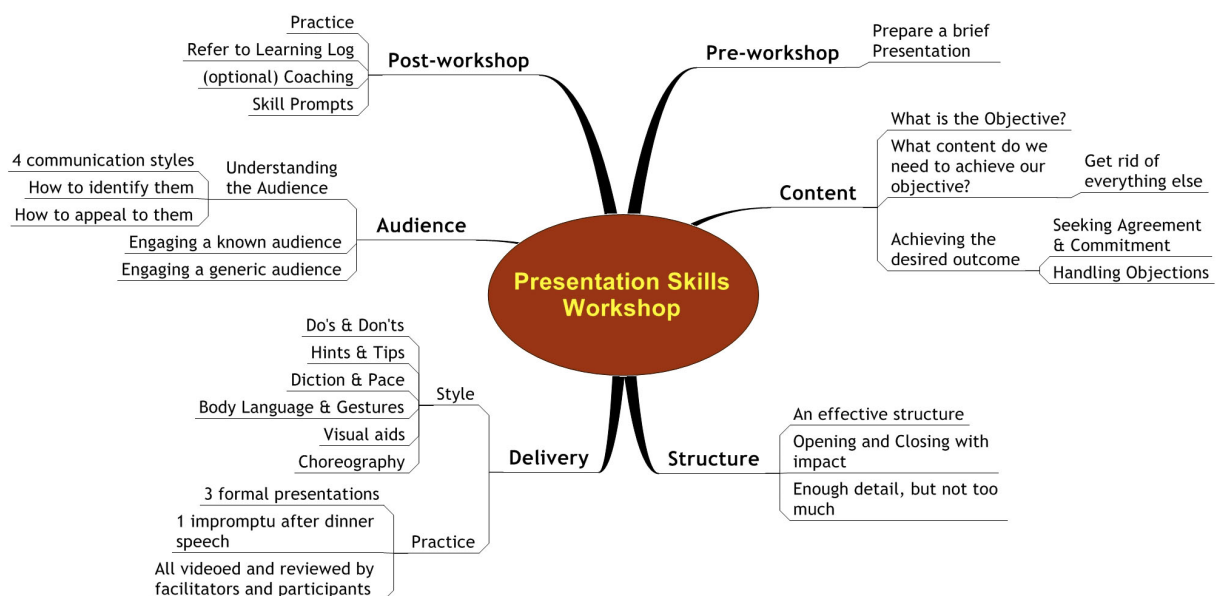 Presentation Skills
Workshop
Pre-workshop
Prepare a brief
Presentation
Content
What is the Objective?
What content do we
need to achieve our
objective?
Get rid of
everything else
Achieving the
desired outcome
Seeking Agreement
& Commitment
Handling Objections
Structure
An effective structure
Opening and Closing with
impact
Enough detail, but not too
much
Delivery
Style
Do's & Don'ts
Hints & Tips
Diction & Pace
Body Language & Gestures
Visual aids
Choreography
Practice
3 formal presentations
1 impromptu after dinner
speech
All videoed and reviewed by
facilitators and participants
Audience
Understanding
the Audience
4 communication styles
How to identify them
How to appeal to them
Engaging a known audience
Engaging a generic audience
Post-workshop
Practice
Refer to Learning Log
(optional) Coaching
Skill Prompts